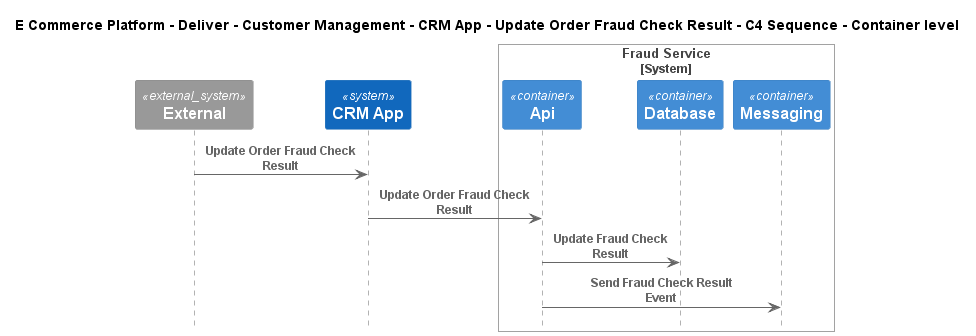 E Commerce Platform - Deliver - Customer Management - CRM App - Update Order Fraud Check Result - C4 Sequence - Container level
Fraud Service
[System]
«external_system»
External
«system»
CRM App
«container»
Api
«container»
Database
«container»
Messaging
Update Order Fraud Check
Result
Update Order Fraud Check
Result
Update Fraud Check
Result
Send Fraud Check Result
Event